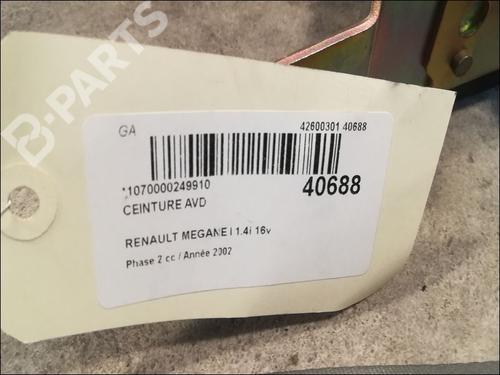 B-PARTS
GA
42600301 40688
*1070000249910
40688
CEINTURE AVD
RENAULT MEGANE I 1.4i 16v
Phase 2 cc / Année 2002